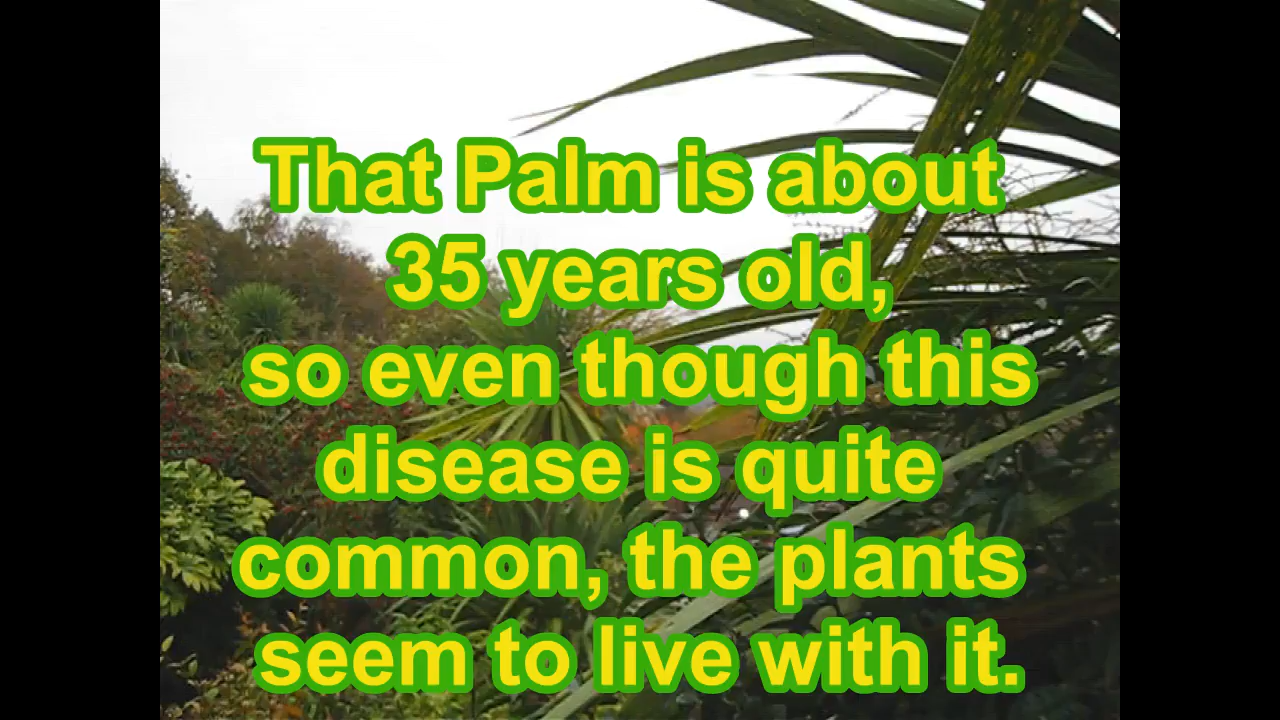 That Palm is about
35 years old,
so even though this
disease is quite
common, the plants
seem to live with it.